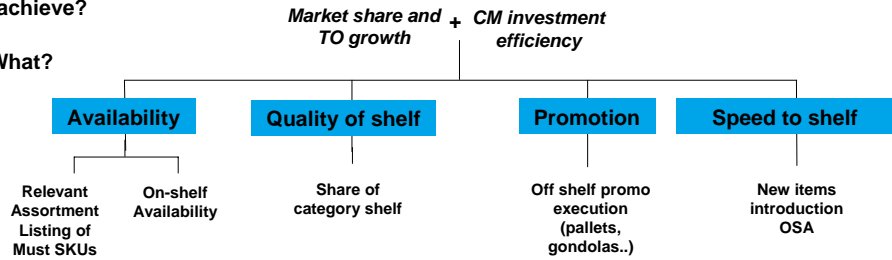 achieve?
Market share and + CM investment
TO growth efficiency
What?
Availability
Quality of shelf
Promotion
Speed to shelf
Relevant
Assortment
Listing of
Must SKUs
On-shelf
Availability
Share of
category shelf
Off shelf promo
execution
(pallets,
gondolas..)
New items
introduction
OSA